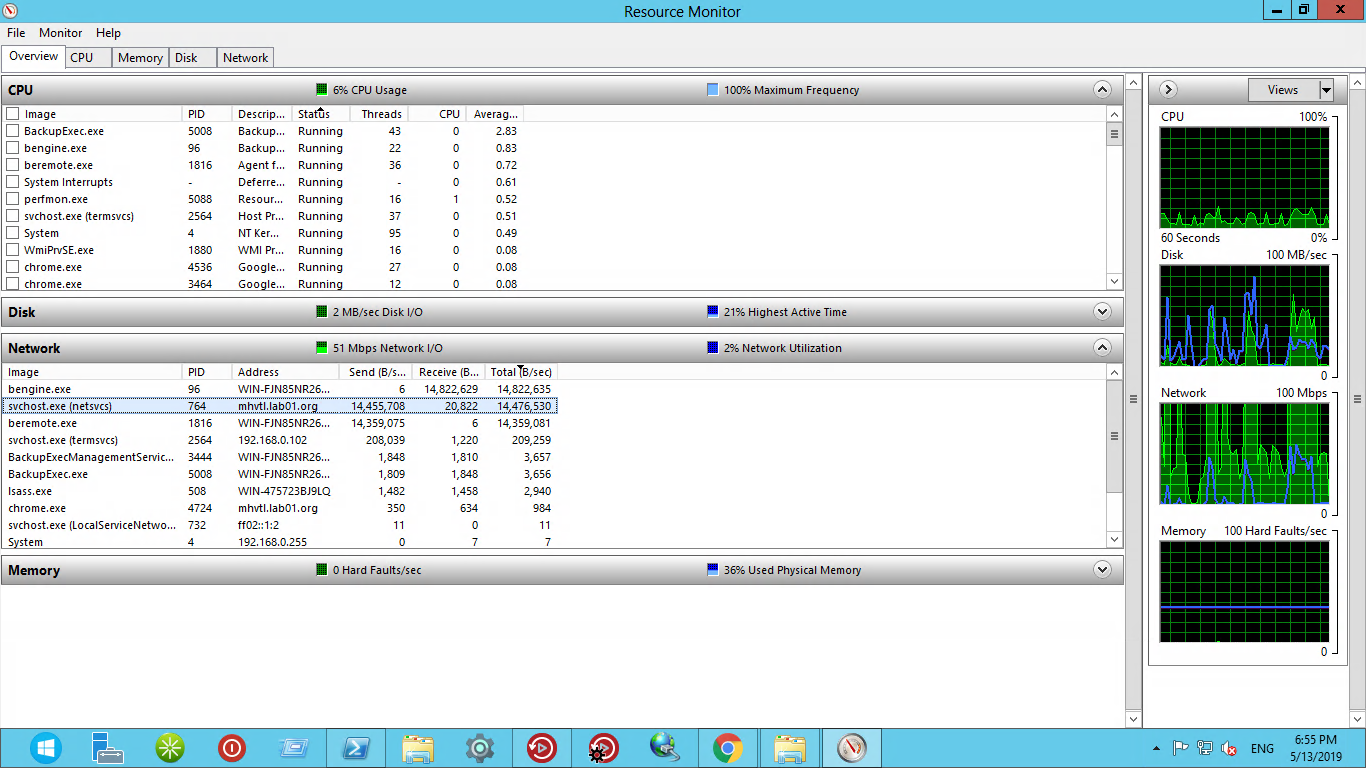 Resource Monitor
File Monitor Help
Overview CPU Memory Disk Network
CPU 6% CPU Usage 100% Maximum Frequency
Image PID Descrip... Status Threads CPU Averag...
BackupExec.exe 5008 Backup... Running 43 0 2.83
bengine.exe 96 Backup... Running 22 0 0.83
beremote.exe 1816 Agent f... Running 36 0 0.72
System Interrupts - Deferre... Running - 0 0.61
perfmon.exe 5088 Resour... Running 16 1 0.52
svchost.exe (termsvcs) 2564 Host Pr... Running 37 0 0.51
System 4 NT Ker... Running 95 0 0.49
WmiPrvSE.exe 1880 WMI Pr... Running 16 0 0.08
chrome.exe 4536 Google... Running 27 0 0.08
chrome.exe 3464 Google... Running 12 0 0.08
Disk 2 MB/sec Disk I/O 21% Highest Active Time
Network 51 Mbps Network I/O 2% Network Utilization
Image PID Address Send (B/s... Receive (B... Total (B/sec)
bengine.exe 96 WIN-FJN85NR26... 6 14,822,629 14,822,635
svchost.exe (netsvcs) 764 mhvtl.lab01.org 14,455,708 20,822 14,476,530
beremote.exe 1816 WIN-FJN85NR26... 14,359,075 6 14,359,081
svchost.exe (termsvcs) 2564 192.168.0.102 208,039 1,220 209,259
BackupExecManagementServic... 3444 WIN-FJN85NR26... 1,848 1,810 3,657
BackupExec.exe 5008 WIN-FJN85NR26... 1,809 1,848 3,656
lsass.exe 508 WIN-475723BJ9LQ 1,482 1,458 2,940
chrome.exe 4724 mhvtl.lab01.org 350 634 984
svchost.exe (LocalServiceNetwo... 732 ff02::1:2 11 0 11
System 4 192.168.0.255 0 7 7
Memory 0 Hard Faults/sec 36% Used Physical Memory
Views
CPU 100%
60 Seconds 0%
Disk 100 MB/sec
0
Network 100 Mbps
0
Memory 100 Hard Faults/sec
0
ENG
6:55 PM
5/13/2019